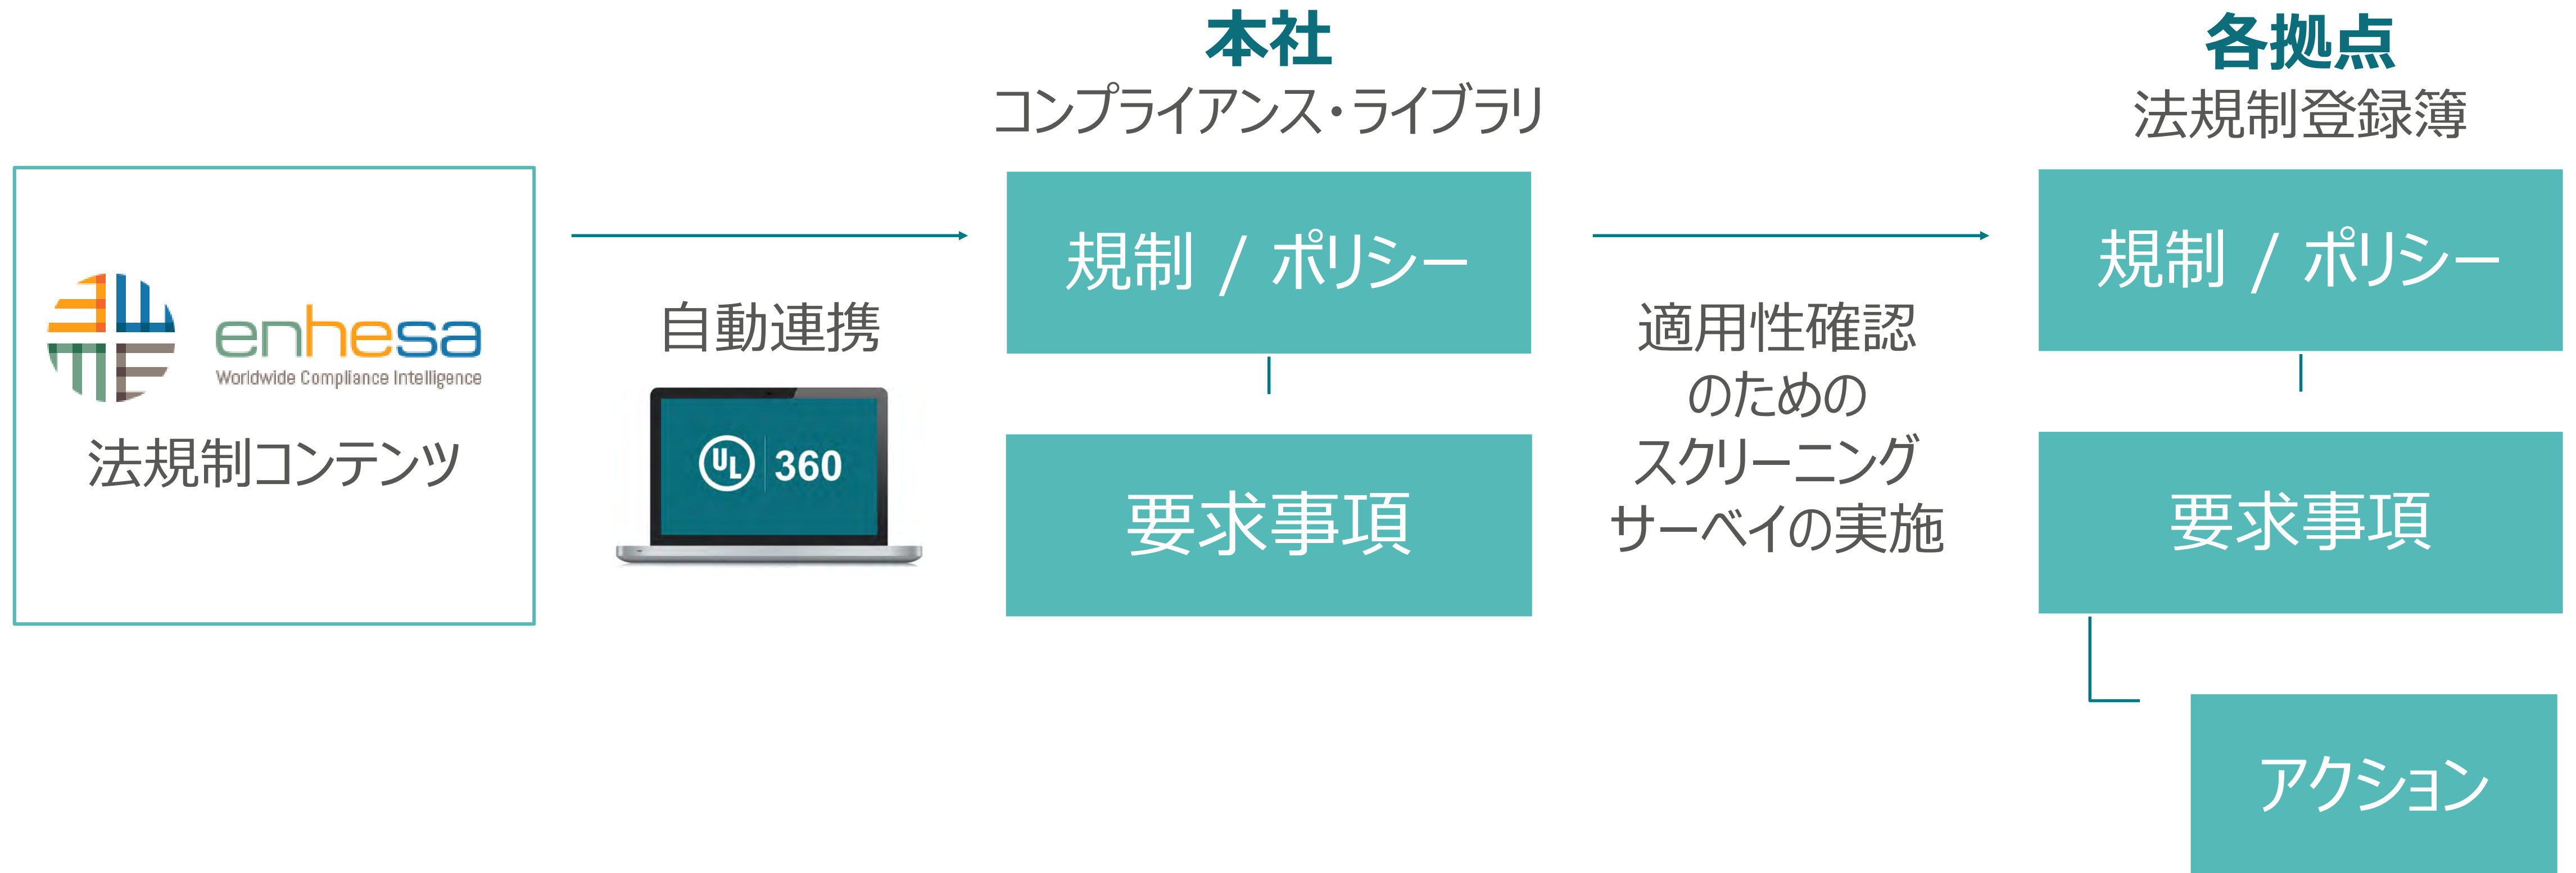 enhesa
Worldwide Compliance Intelligence
法規制コンテンツ
自動連携
UL 360
本社
コンプライアンス・ライブラリ
規制 / ポリシー
要求事項
適用性確認
のための
スクリーニング
サーベイの実施
各拠点
法規制登録簿
規制 / ポリシー
要求事項
アクション